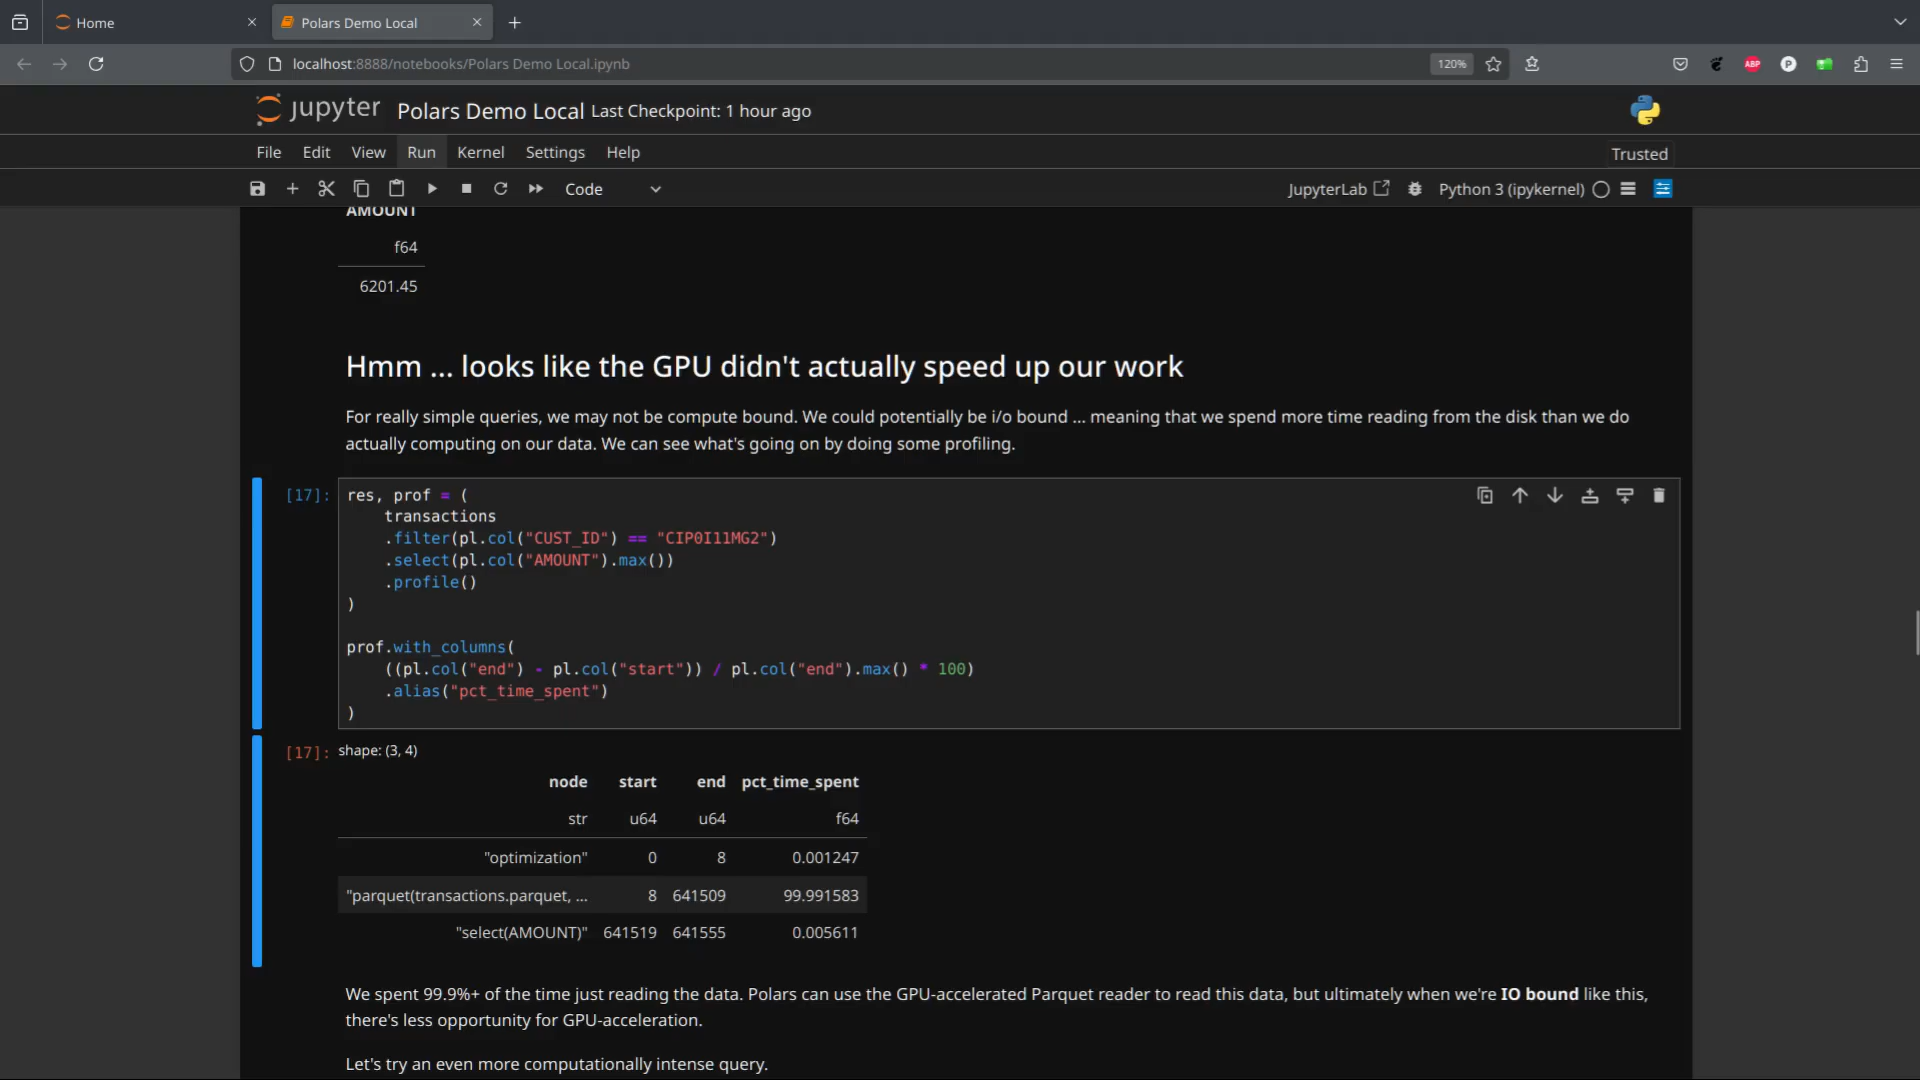 Home
Polars Demo Local
localhost:8888/notebooks/Polars Demo Local.ipynb
120%
ABP
P
jupyter Polars Demo Local Last Checkpoint: 1 hour ago
File Edit View Run Kernel Settings Help
Trusted
Code
JupyterLab
Python 3 (ipykernel)
AMOUNT
f64
6201.45
Hmm ... looks like the GPU didn't actually speed up our work
For really simple queries, we may not be compute bound. We could potentially be i/o bound ... meaning that we spend more time reading from the disk than we do
actually computing on our data. We can see what's going on by doing some profiling.
[17]:
res, prof = (
    transactions
    .filter(pl.col("CUST_ID") == "CIP0I11MG2")
    .select(pl.col("AMOUNT").max())
    .profile()
)
prof.with_columns(
    ((pl.col("end") - pl.col("start")) / pl.col("end").max() * 100)
    .alias("pct_time_spent")
)
[17]: shape: (3, 4)
node start end pct_time_spent
str u64 u64 f64
"optimization" 0 8 0.001247
"parquet(transactions.parquet, ... 8 641509 99.991583
"select(AMOUNT)" 641519 641555 0.005611
We spent 99.9%+ of the time just reading the data. Polars can use the GPU-accelerated Parquet reader to read this data, but ultimately when we're IO bound like this,
there's less opportunity for GPU-acceleration.
Let's try an even more computationally intense query.